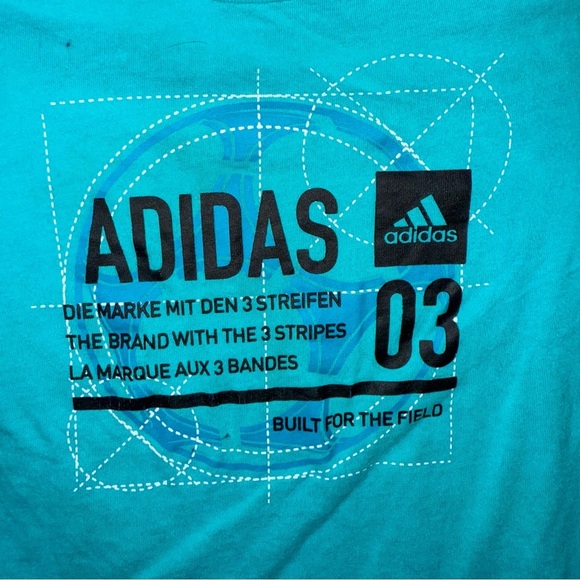 ADIDAS
adidas
DIE MARKE MIT DEN 3 STREIFEN
THE BRAND WITH THE 3 STRIPES
LA MARQUE AUX 3 BANDES
03
BUILT FOR THE FIELD